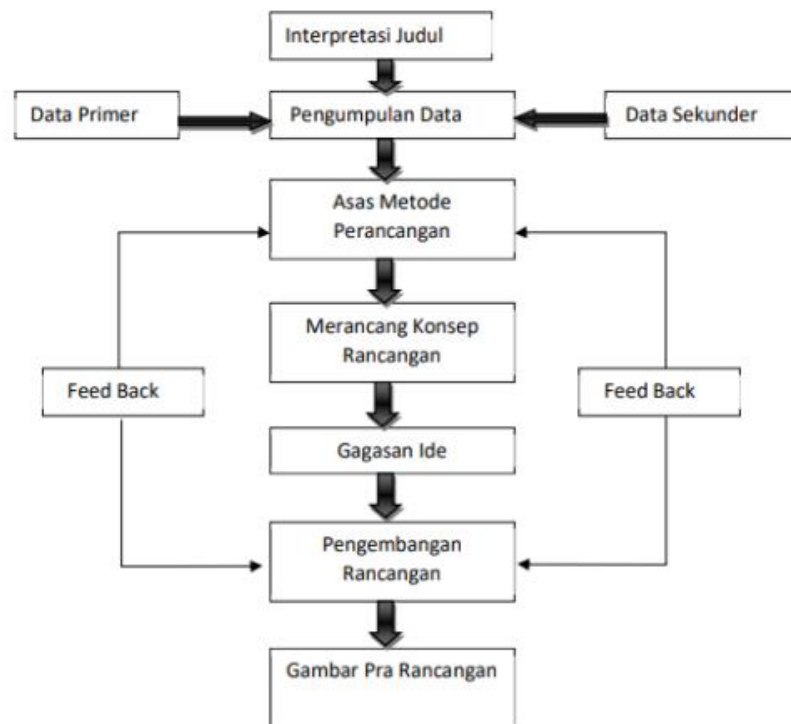 Interpretasi Judul
Data Primer
Pengumpulan Data
Data Sekunder
Asas Metode
Perancangan
Merancang Konsep
Rancangan
Feed Back
Feed Back
Gagasan Ide
Pengembangan
Rancangan
Gambar Pra Rancangan